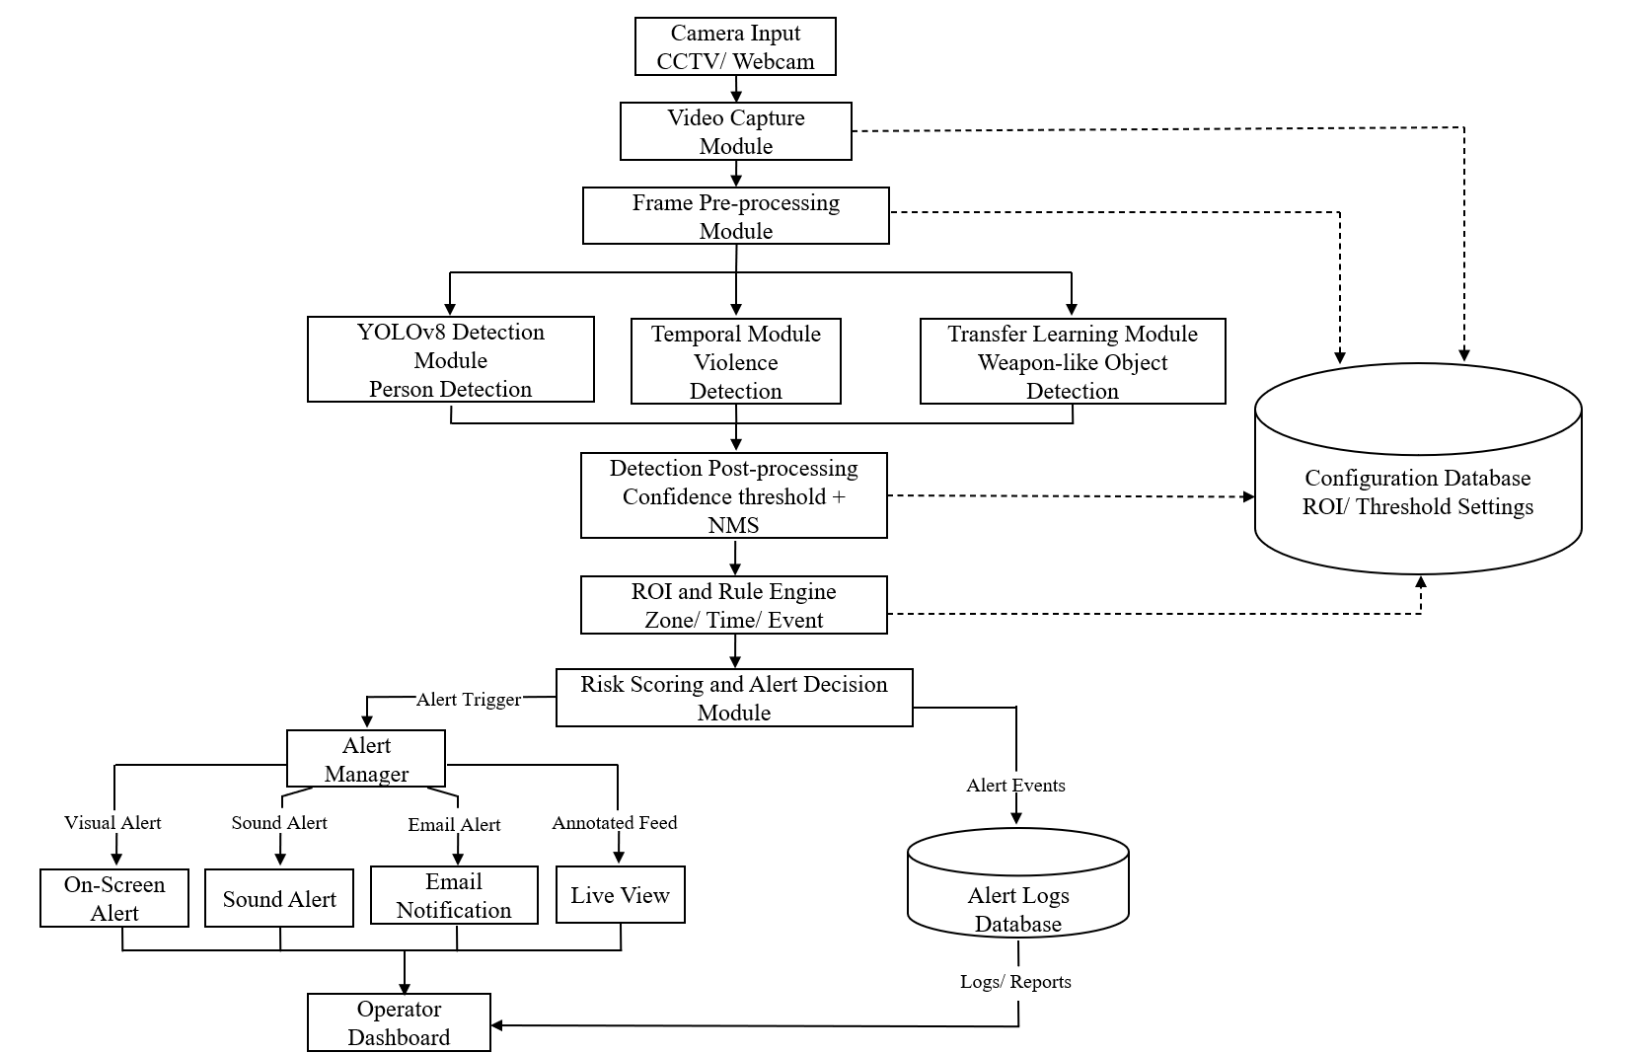 Camera Input
CCTV/ Webcam
Video Capture
Module
Frame Pre-processing
Module
YOLOv8 Detection
Module
Person Detection
Temporal Module
Violence
Detection
Transfer Learning Module
Weapon-like Object
Detection
Detection Post-processing
Confidence threshold +
NMS
Configuration Database
ROI/ Threshold Settings
ROI and Rule Engine
Zone/ Time/ Event
Risk Scoring and Alert Decision
Module
Alert Trigger
Alert
Manager
Alert Events
Visual Alert
Sound Alert
Email Alert
Annotated Feed
On-Screen
Alert
Sound Alert
Email
Notification
Live View
Alert Logs
Database
Logs/ Reports
Operator
Dashboard